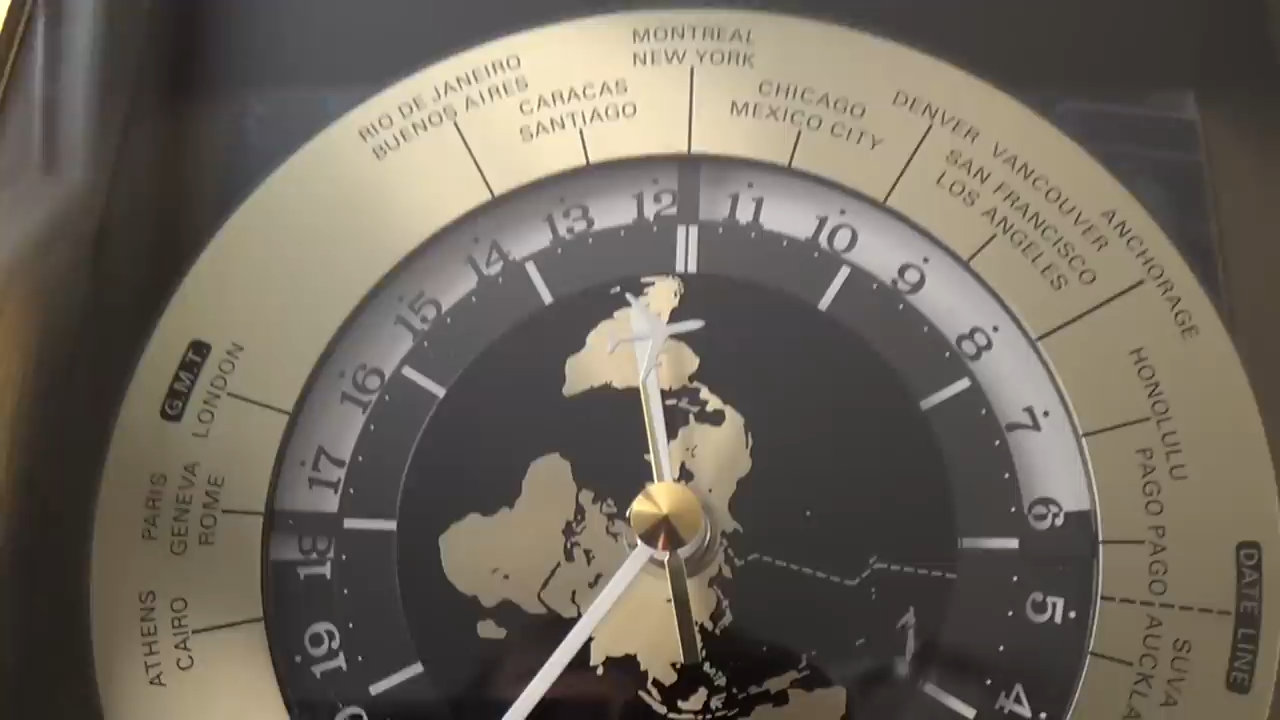 MONTREAL
NEW YORK
RIO DE JANEIRO
BUENOS AIRES
CARACAS
SANTIAGO
CHICAGO
MEXICO CITY
DENVER
VANCOUVER
SAN FRANCISCO
LOS ANGELES
ANCHORAGE
HONOLULU
PAGO PAGO
DATE LINE
SUVA
G.M.T.
LONDON
PARIS
GENEVA
ROME
ATHENS
CAIRO
19
18
17
16
15
14
13
12
11
10
9
8
7
6
5
4